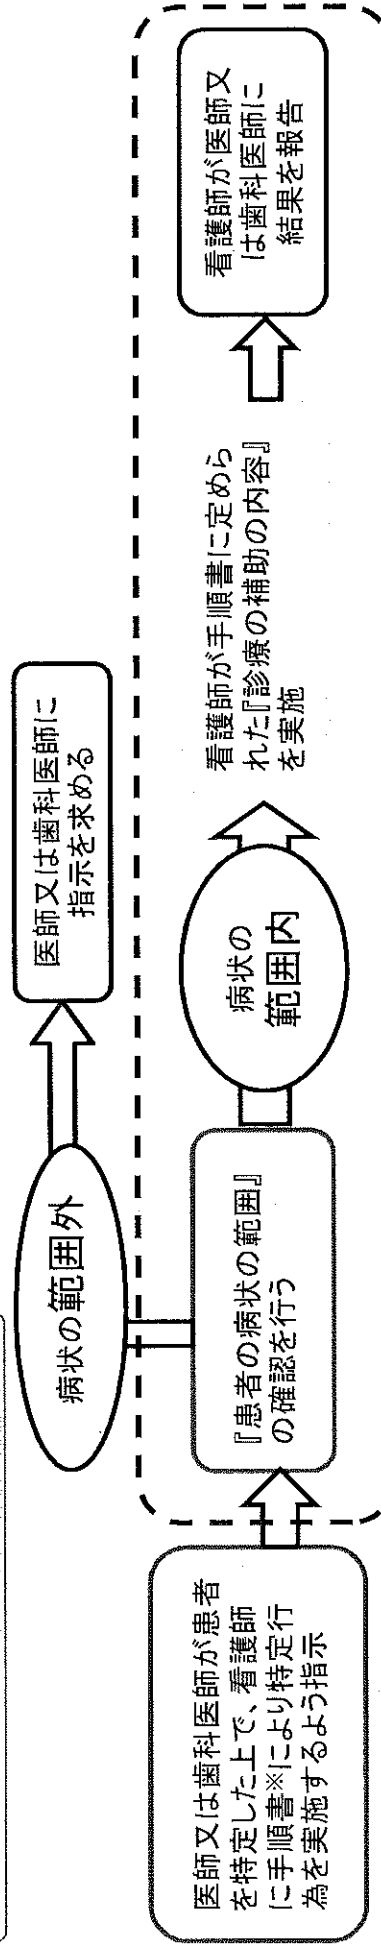 医師又は歯科医師が患者
を特定した上で、看護師
に手順書※により特定行
為を実施するよう指示
『患者の病状の範囲』
の確認を行う
病状の範囲外
医師又は歯科医師に
指示を求める
病状の
範囲内
看護師が手順書に定めら
れた『診療の補助の内容』
を実施
看護師が医師又
は歯科医師に
結果を報告